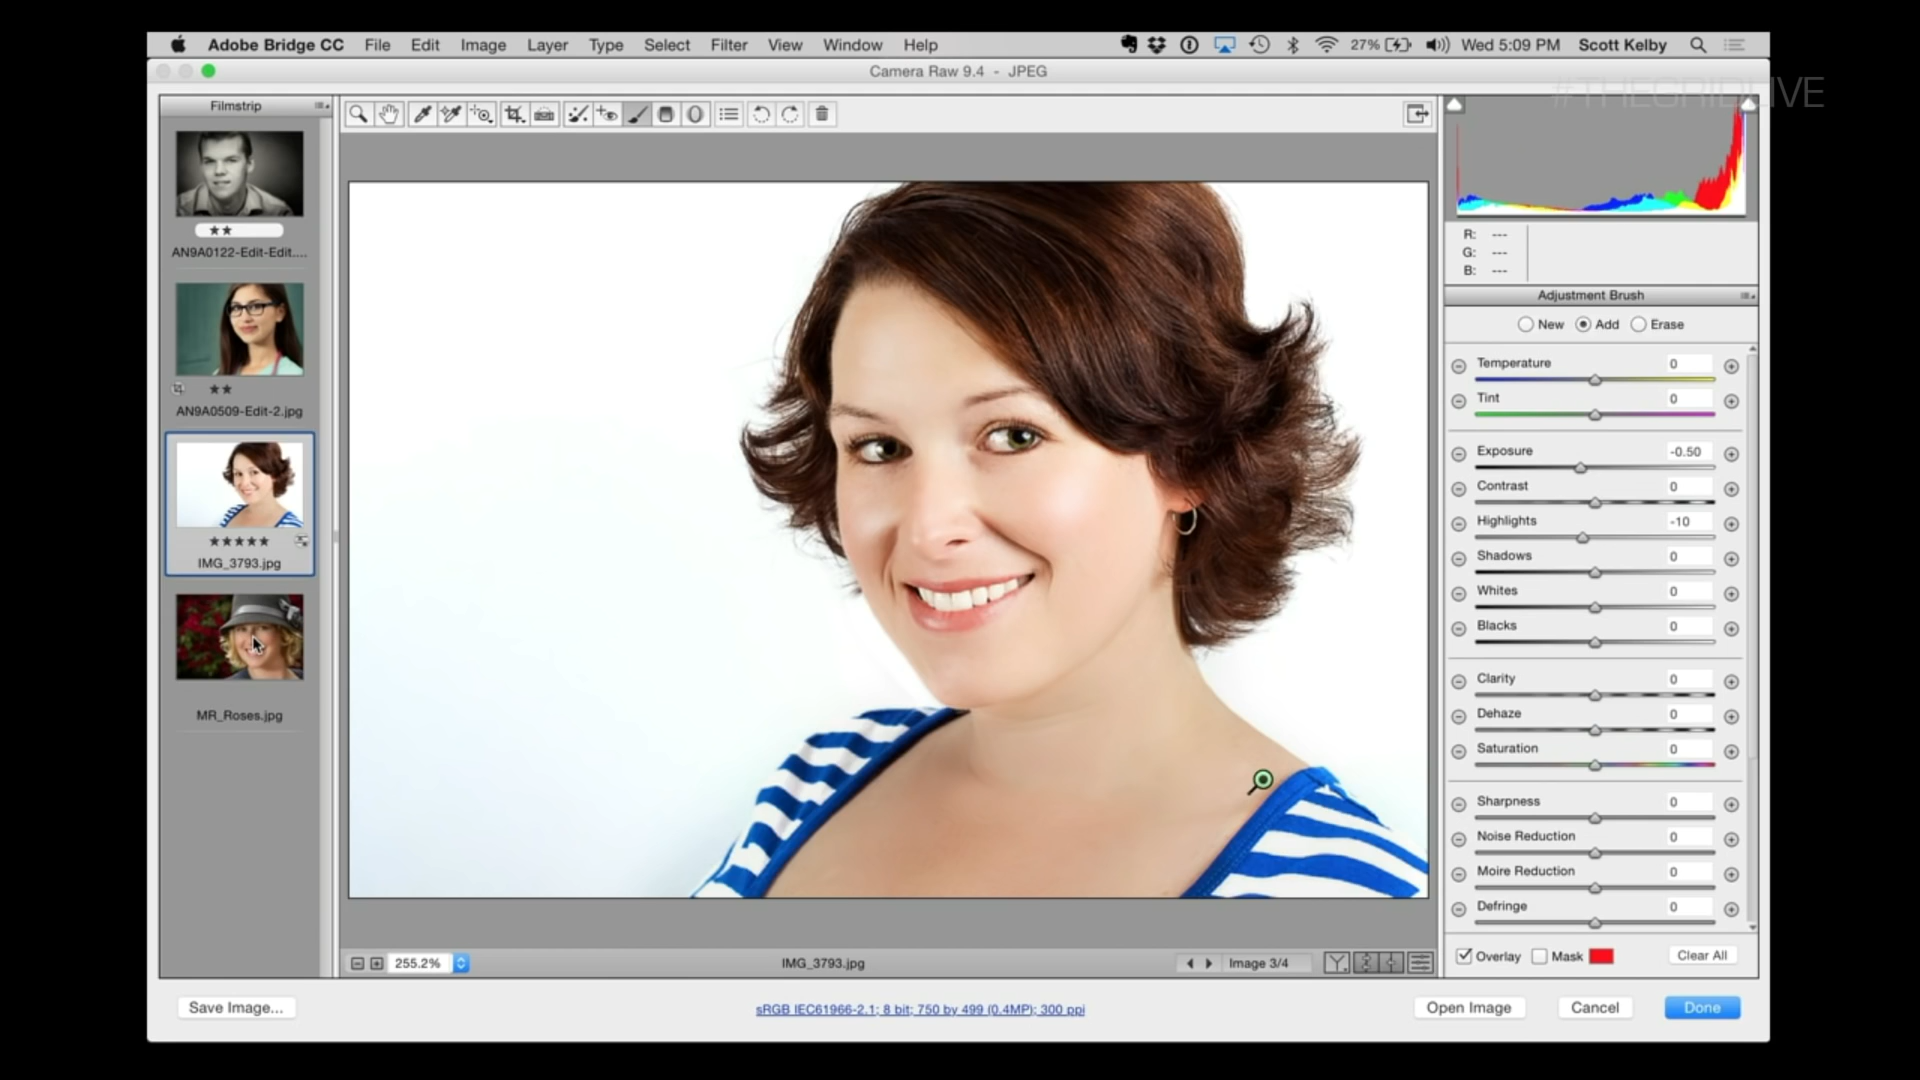 Adobe Bridge CC File Edit Image Layer Type Select Filter View Window Help 27% Wed 5:09 PM Scott Kelby
Camera Raw 9.4 - JPEG
#THEGRIDLIVE
Filmstrip
★★
AN9A0122-Edit-Edit....
★★
AN9A0509-Edit-2.jpg
★★★★★
IMG_3793.jpg
MR_Roses.jpg
R: ---
G: ---
B: ---
Adjustment Brush
New Add Erase
Temperature 0
Tint 0
Exposure -0.50
Contrast 0
Highlights -10
Shadows 0
Whites 0
Blacks 0
Clarity 0
Dehaze 0
Saturation 0
Sharpness 0
Noise Reduction 0
Moire Reduction 0
Defringe 0
Overlay Mask Clear All
255.2% IMG_3793.jpg Image 3/4 Y
Save Image... sRGB IEC61966-2.1; 8 bit; 750 by 499 (0.4MP); 300 ppi Open Image Cancel Done